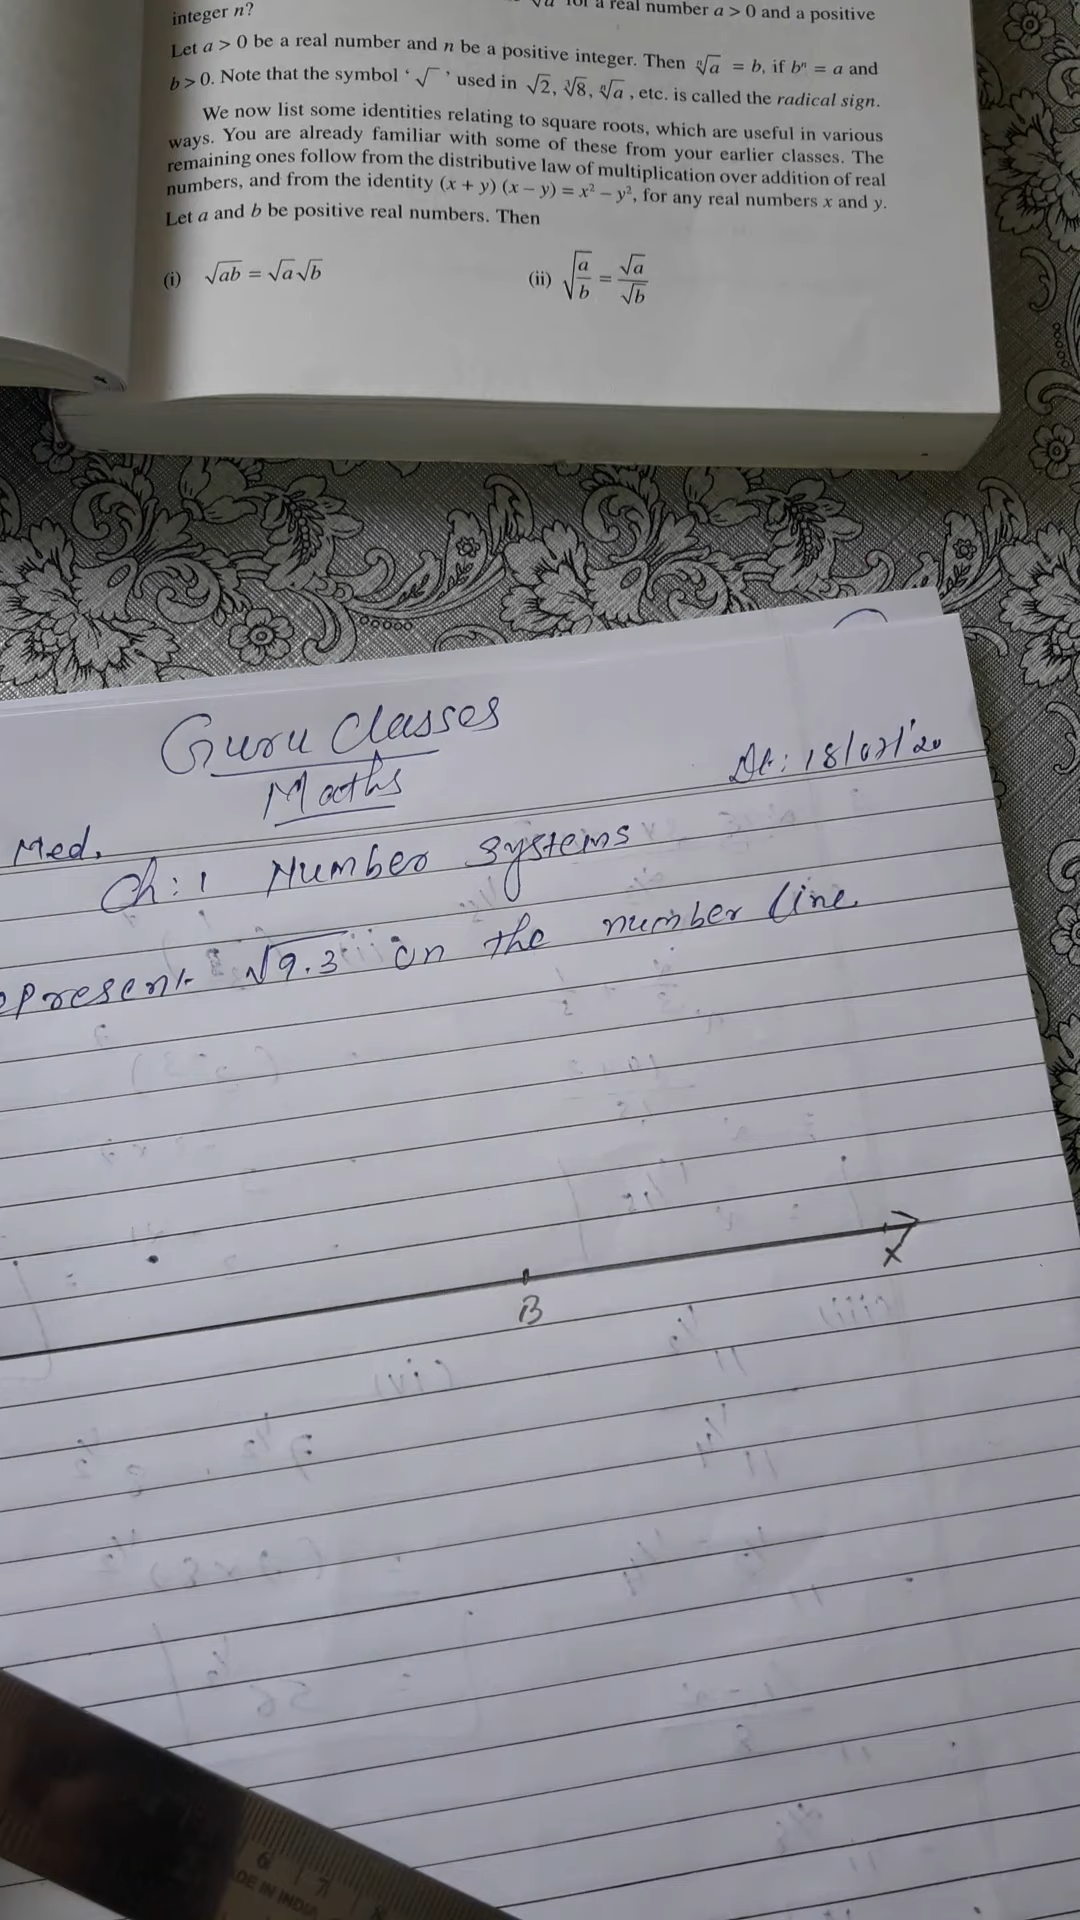 √a for a real number a > 0 and a positive
integer n?
Let a > 0 be a real number and n be a positive integer. Then ⁿ√a = b, if bⁿ = a and
b > 0. Note that the symbol ‘√’ used in √2, ³√8, ⁿ√a, etc. is called the radical sign.
We now list some identities relating to square roots, which are useful in various
ways. You are already familiar with some of these from your earlier classes. The
remaining ones follow from the distributive law of multiplication over addition of real
numbers, and from the identity (x + y) (x – y) = x² – y², for any real numbers x and y.
Let a and b be positive real numbers. Then
(i) √ab = √a√b (ii) √(a/b) = √a/√b
Guru Classes
Maths
Dt: 18/07/'20
Med.
Ch: 1 Number Systems
epresent √9.3 on the number line.
X
B
6 7 8
DE IN INDIA